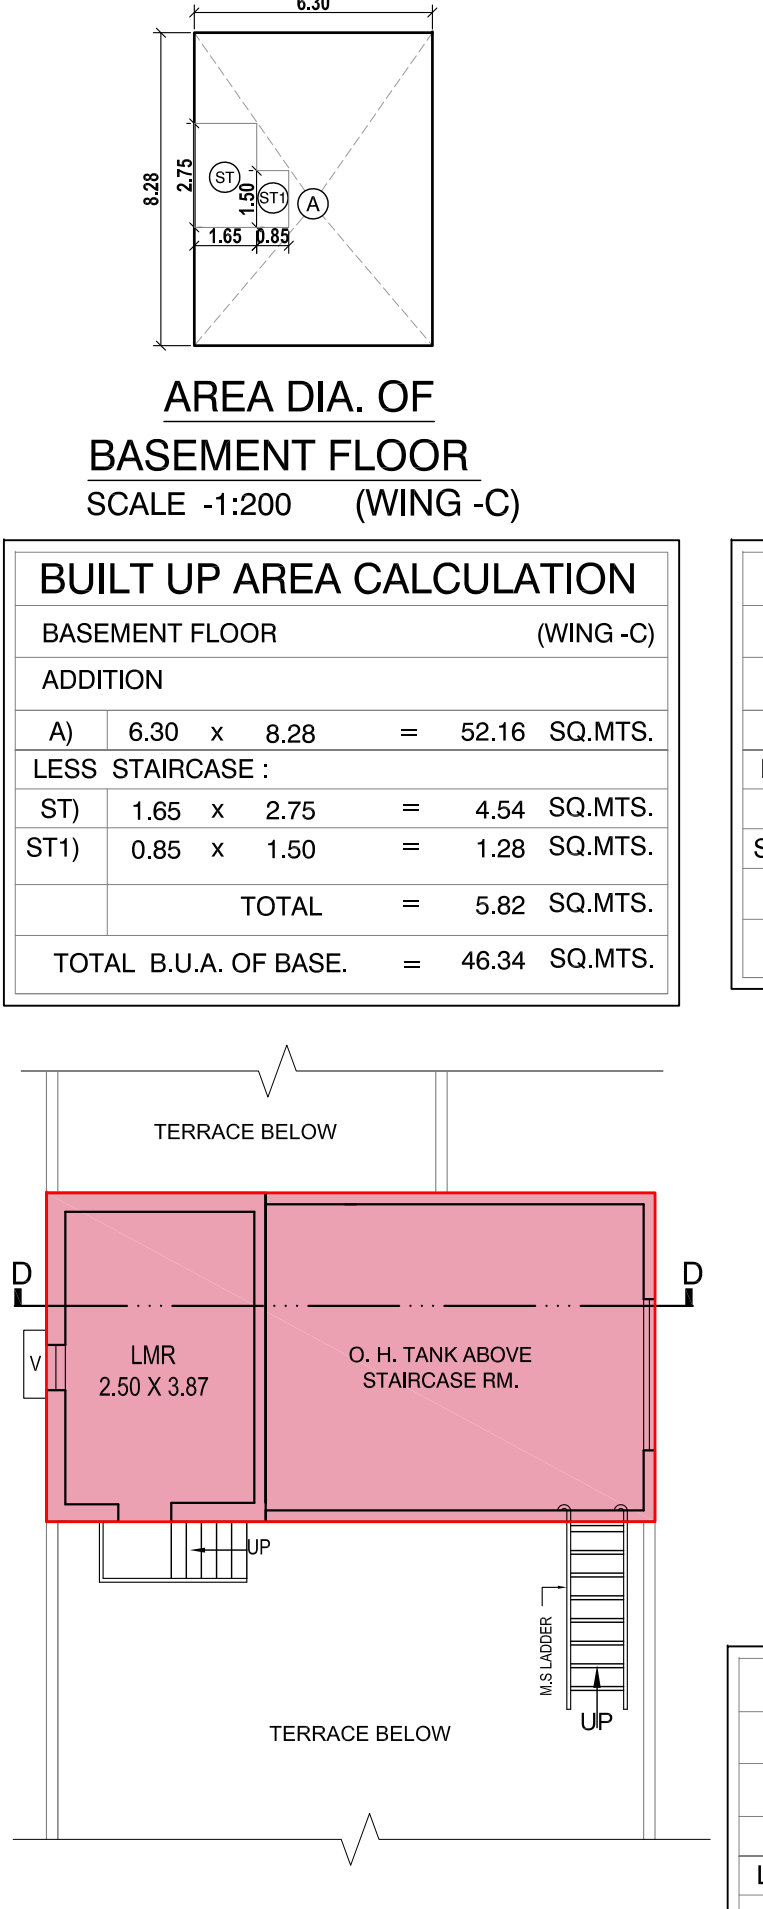 6.30
8.28
2.75
ST
1.50
ST1
A
1.65 0.85
AREA DIA. OF
BASEMENT FLOOR
SCALE -1:200 (WING -C)
BUILT UP AREA CALCULATION
BASEMENT FLOOR (WING -C)
ADDITION
A) 6.30 x 8.28 = 52.16 SQ.MTS.
LESS STAIRCASE :
ST) 1.65 x 2.75 = 4.54 SQ.MTS.
ST1) 0.85 x 1.50 = 1.28 SQ.MTS.
TOTAL = 5.82 SQ.MTS.
TOTAL B.U.A. OF BASE. = 46.34 SQ.MTS.
TERRACE BELOW
D D
V
LMR
2.50 X 3.87
O. H. TANK ABOVE
STAIRCASE RM.
UP
M.S LADDER
UP
TERRACE BELOW